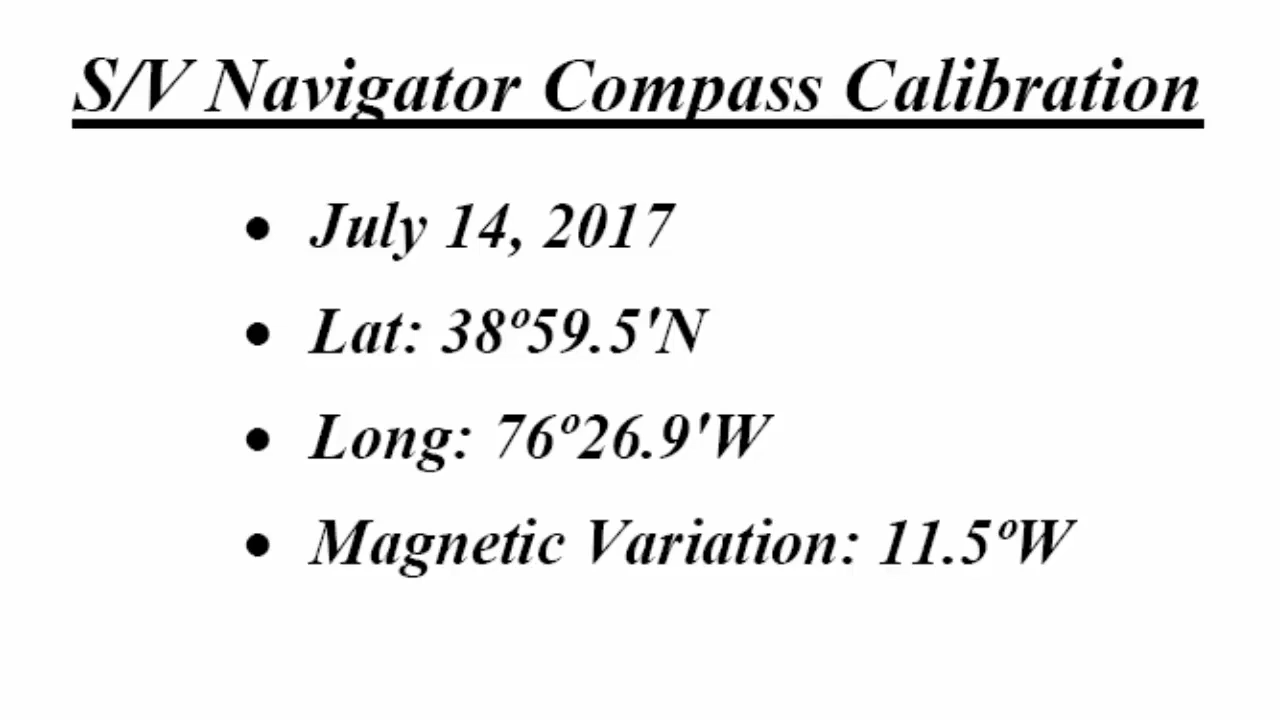 S/V Navigator Compass Calibration
• July 14, 2017
• Lat: 38º59.5'N
• Long: 76º26.9'W
• Magnetic Variation: 11.5ºW